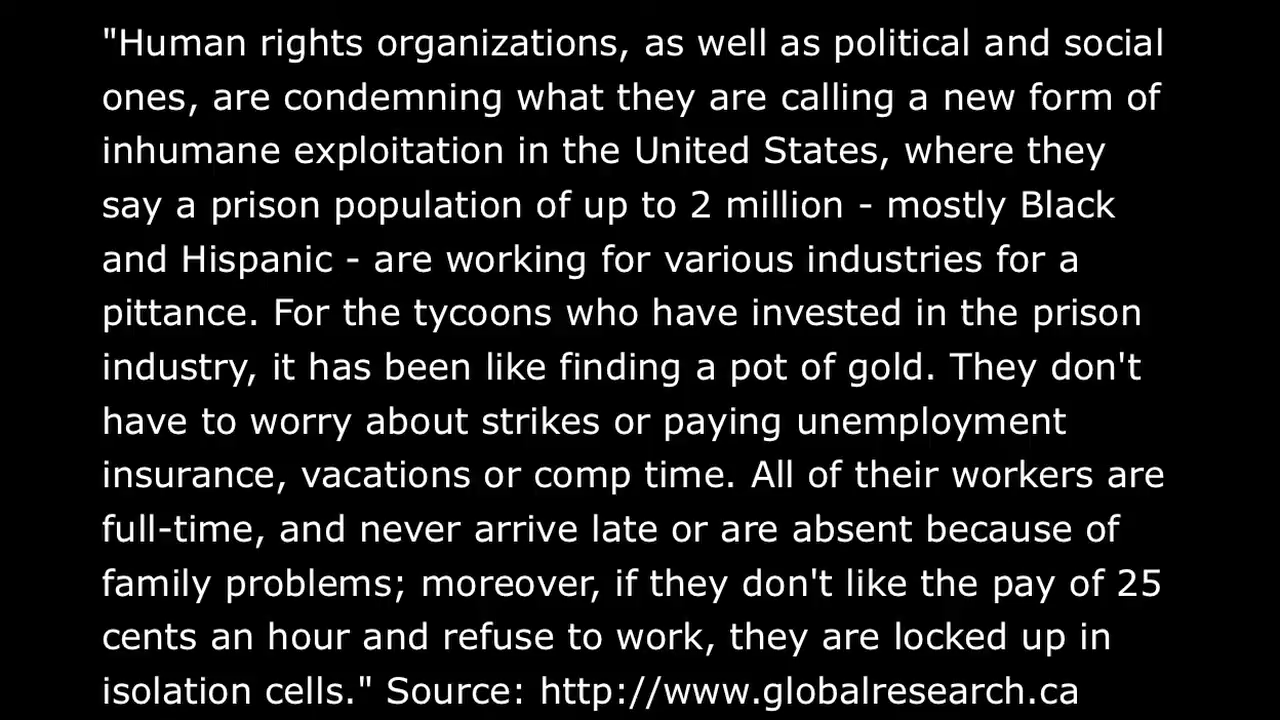 "Human rights organizations, as well as political and social
ones, are condemning what they are calling a new form of
inhumane exploitation in the United States, where they
say a prison population of up to 2 million - mostly Black
and Hispanic - are working for various industries for a
pittance. For the tycoons who have invested in the prison
industry, it has been like finding a pot of gold. They don't
have to worry about strikes or paying unemployment
insurance, vacations or comp time. All of their workers are
full-time, and never arrive late or are absent because of
family problems; moreover, if they don't like the pay of 25
cents an hour and refuse to work, they are locked up in
isolation cells." Source: http://www.globalresearch.ca